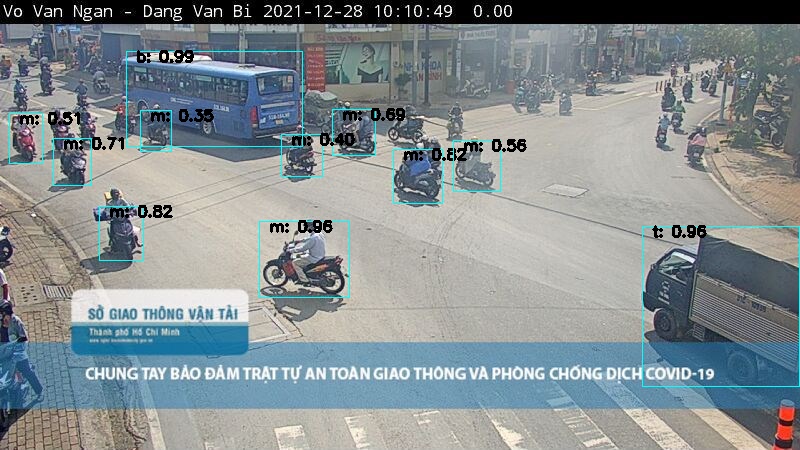 Vo Van Ngan - Dang Van Bi 2021-12-28 10:10:49 0.00
b: 0.99
m: 0.51
m: 0.35
m: 0.69
m: 0.71
m: 0.40
m: 0.82
m: 0.56
m: 0.82
m: 0.96
t: 0.96
SỞ GIAO THÔNG VẬN TẢI
Thành phố Hồ Chí Minh
CHUNG TAY BẢO ĐẢM TRẬT TỰ AN TOÀN GIAO THÔNG VÀ PHÒNG CHỐNG DỊCH COVID-19